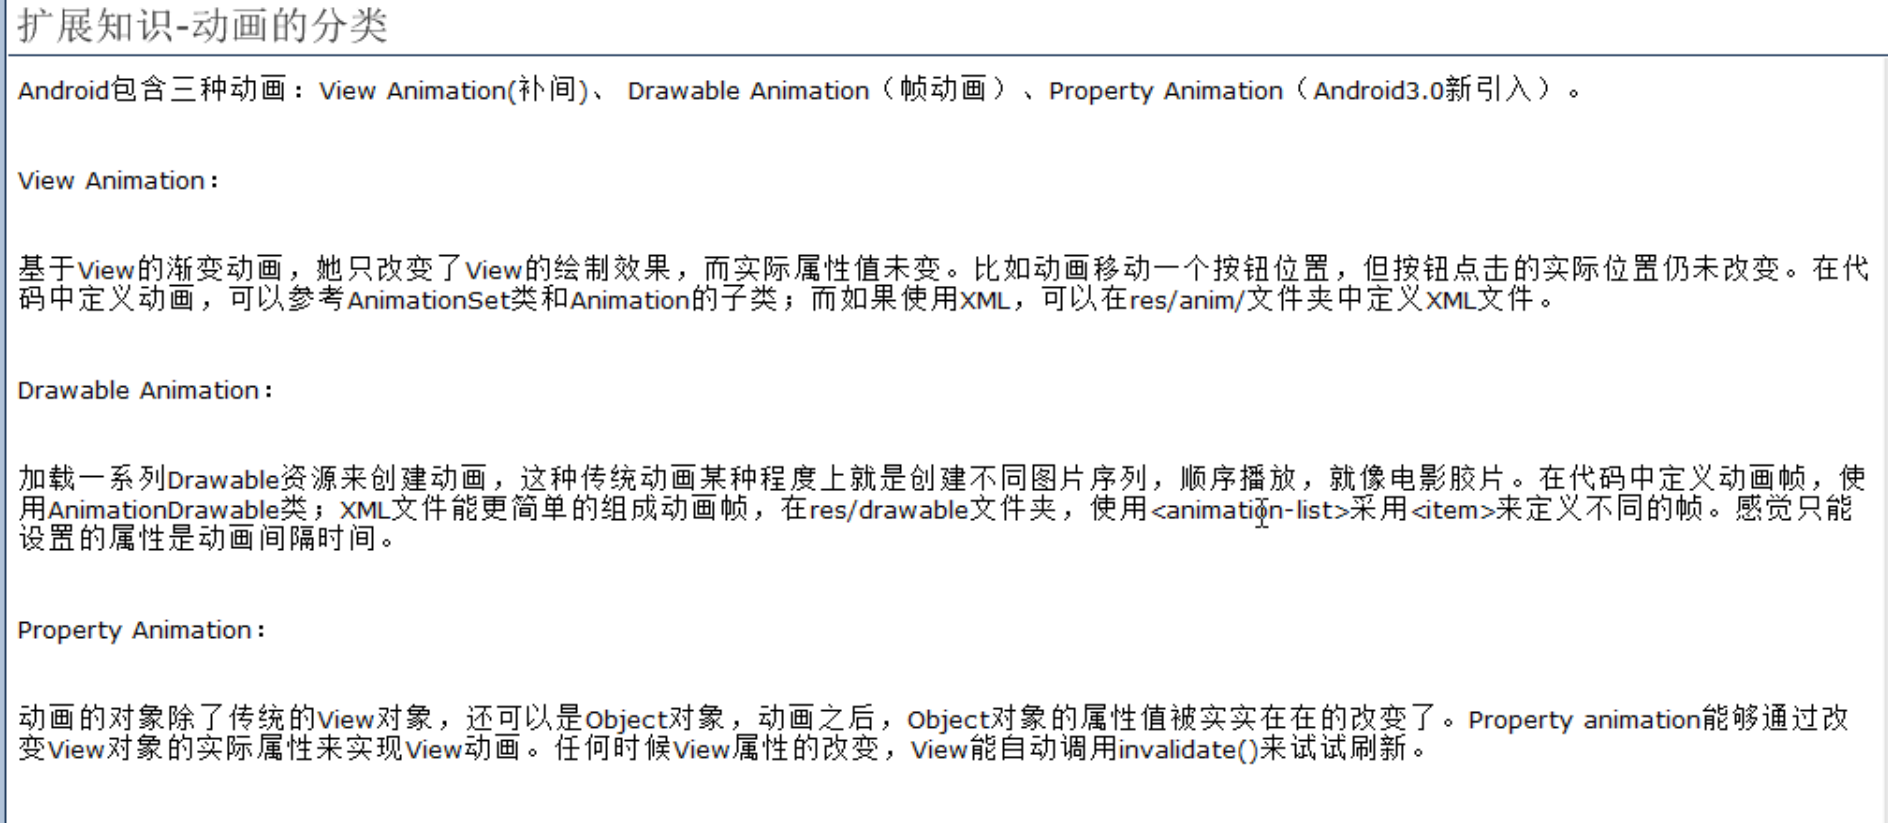 扩展知识-动画的分类
Android包含三种动画：View Animation(补间)、 Drawable Animation（帧动画）、Property Animation（Android3.0新引入）。
View Animation：
基于View的渐变动画，她只改变了View的绘制效果，而实际属性值未变。比如动画移动一个按钮位置，但按钮点击的实际位置仍未改变。在代
码中定义动画，可以参考AnimationSet类和Animation的子类；而如果使用XML，可以在res/anim/文件夹中定义XML文件。
Drawable Animation：
加载一系列Drawable资源来创建动画，这种传统动画某种程度上就是创建不同图片序列，顺序播放，就像电影胶片。在代码中定义动画帧，使
用AnimationDrawable类；XML文件能更简单的组成动画帧，在res/drawable文件夹，使用<animation-list>采用<item>来定义不同的帧。感觉只能
设置的属性是动画间隔时间。
Property Animation：
动画的对象除了传统的View对象，还可以是Object对象，动画之后，Object对象的属性值被实实在在的改变了。Property animation能够通过改
变View对象的实际属性来实现View动画。任何时候View属性的改变，View能自动调用invalidate()来试试刷新。